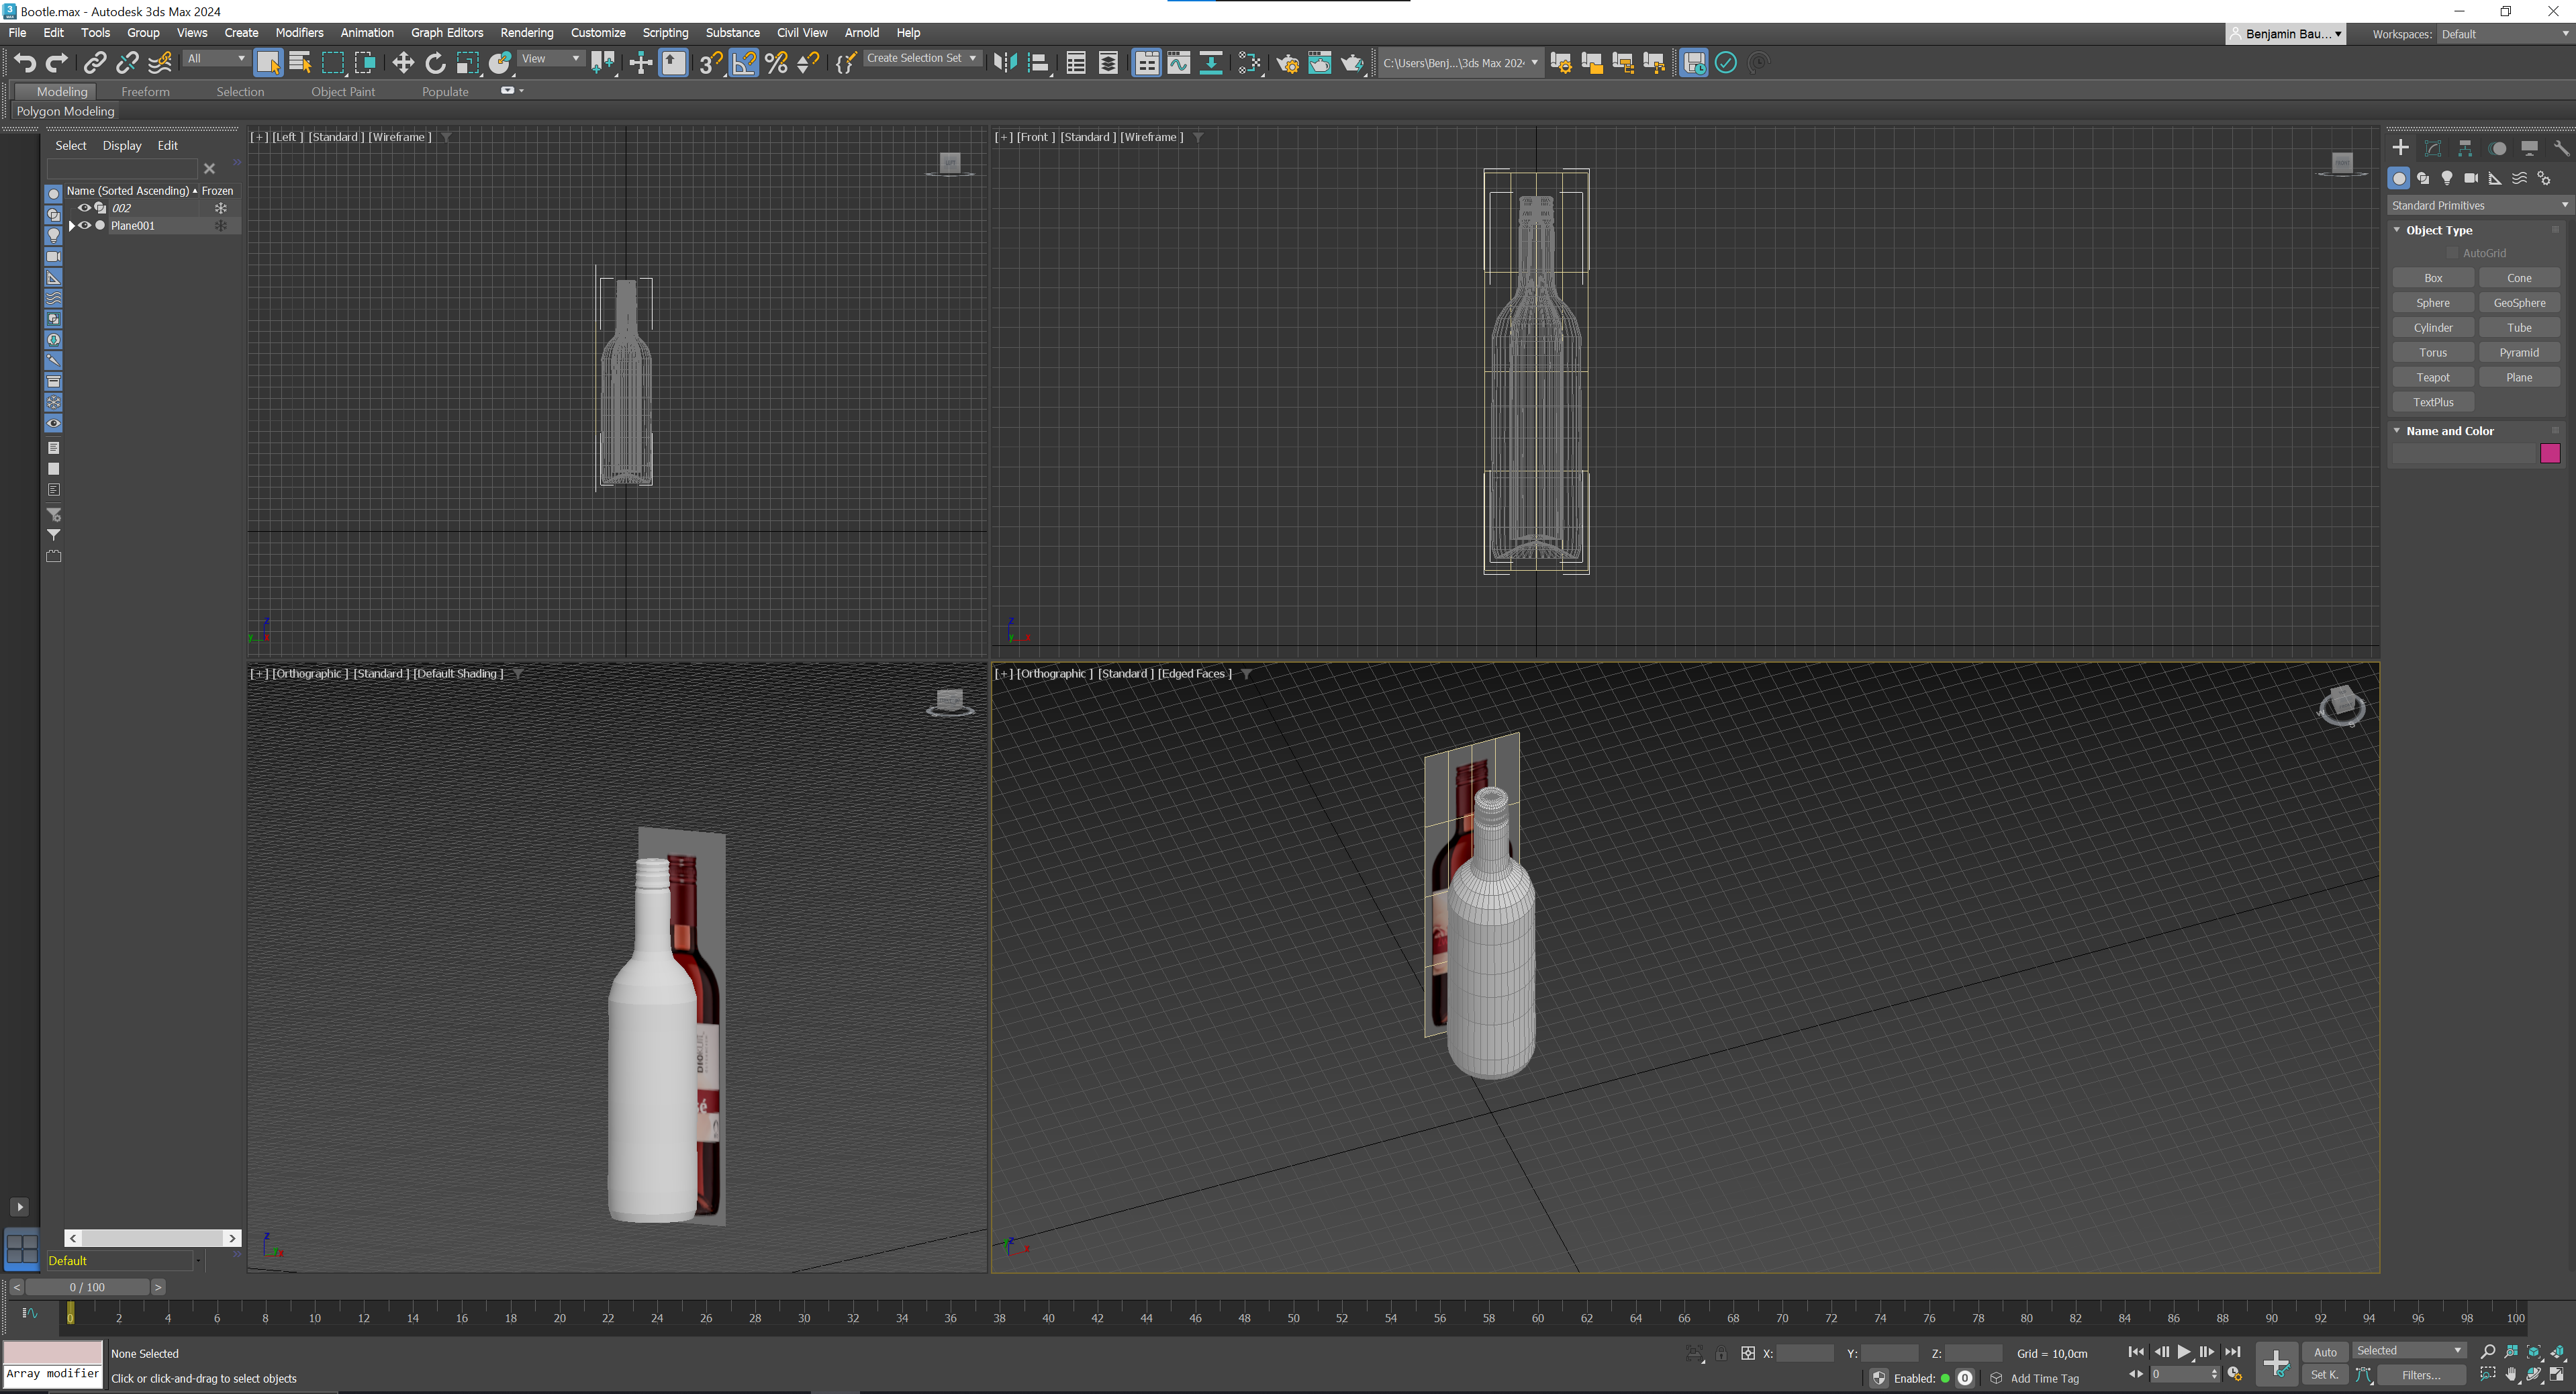 Bootle.max - Autodesk 3ds Max 2024
File Edit Tools Group Views Create Modifiers Animation Graph Editors Rendering Customize Scripting Substance Civil View Arnold Help
Benjamin Bau... Workspaces: Default
All View Create Selection Set C:\Users\Benj...\3ds Max 202
Modeling Freeform Selection Object Paint Populate
Polygon Modeling
Select Display Edit
Name (Sorted Ascending) Frozen
002
Plane001
[+] [Left ] [Standard ] [Wireframe ]
[+] [Front ] [Standard ] [Wireframe ]
[+] [Orthographic ] [Standard ] [Default Shading ]
[+] [Orthographic ] [Standard ] [Edged Faces ]
Standard Primitives
Object Type
AutoGrid
Box Cone
Sphere GeoSphere
Cylinder Tube
Torus Pyramid
Teapot Plane
TextPlus
Name and Color
Default
0 / 100
0 2 4 6 8 10 12 14 16 18 20 22 24 26 28 30 32 34 36 38 40 42 44 46 48 50 52 54 56 58 60 62 64 66 68 70 72 74 76 78 80 82 84 86 88 90 92 94 96 98 100
None Selected
Array modifier
Click or click-and-drag to select objects
X: Y: Z: Grid = 10,0cm
Enabled: 0 Add Time Tag
0
Auto Selected
Set K. Filters...